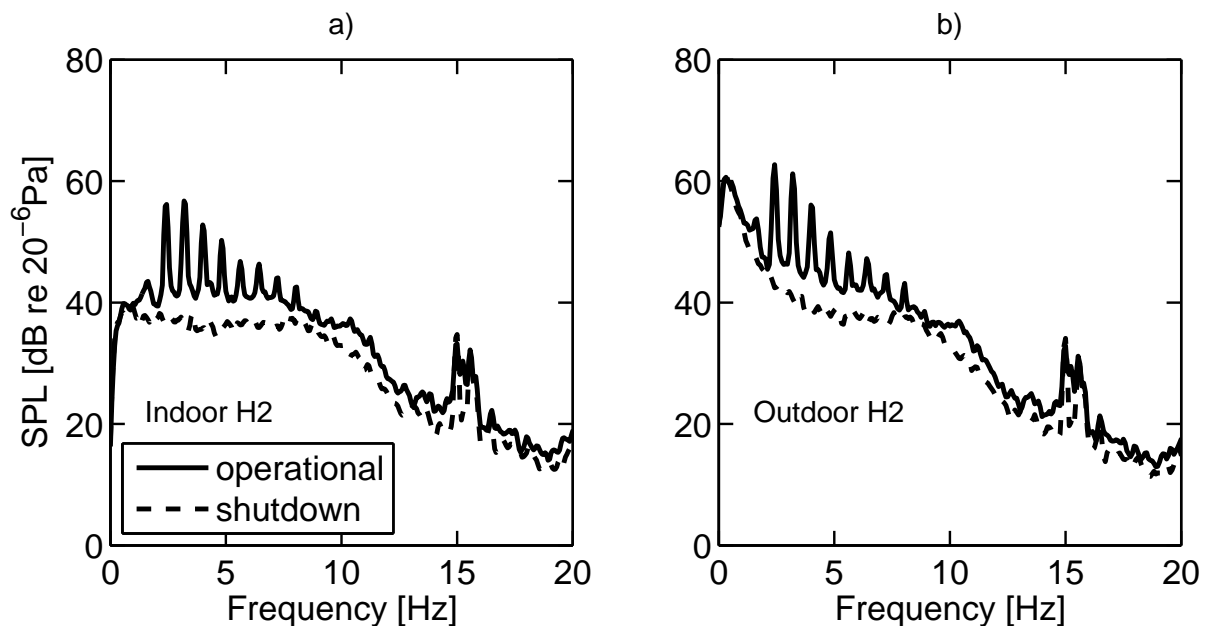 a)
80
60
40
20
0
SPL [dB re 20⁻⁶Pa]
Indoor H2
operational
shutdown
0 5 10 15 20
Frequency [Hz]
b)
80
60
40
20
0
Outdoor H2
0 5 10 15 20
Frequency [Hz]